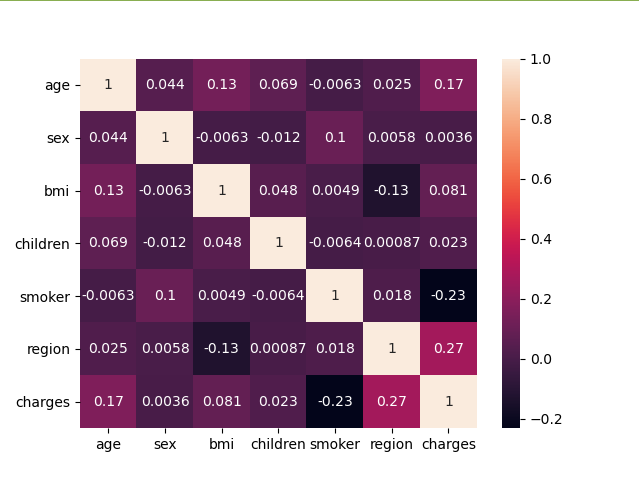 age 1 0.044 0.13 0.069 -0.0063 0.025 0.17
sex 0.044 1 -0.0063 -0.012 0.1 0.0058 0.0036
bmi 0.13 -0.0063 1 0.048 0.0049 -0.13 0.081
children 0.069 -0.012 0.048 1 -0.0064 0.00087 0.023
smoker -0.0063 0.1 0.0049 -0.0064 1 0.018 -0.23
region 0.025 0.0058 -0.13 0.00087 0.018 1 0.27
charges 0.17 0.0036 0.081 0.023 -0.23 0.27 1
age sex bmi children smoker region charges
1.0
0.8
0.6
0.4
0.2
0.0
−0.2